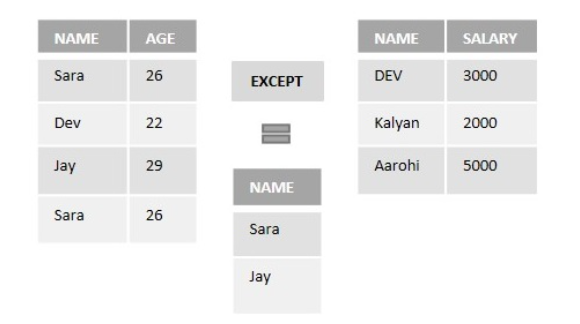 NAME AGE
Sara 26
Dev 22
Jay 29
Sara 26
EXCEPT
NAME
Sara
Jay
NAME SALARY
DEV 3000
Kalyan 2000
Aarohi 5000